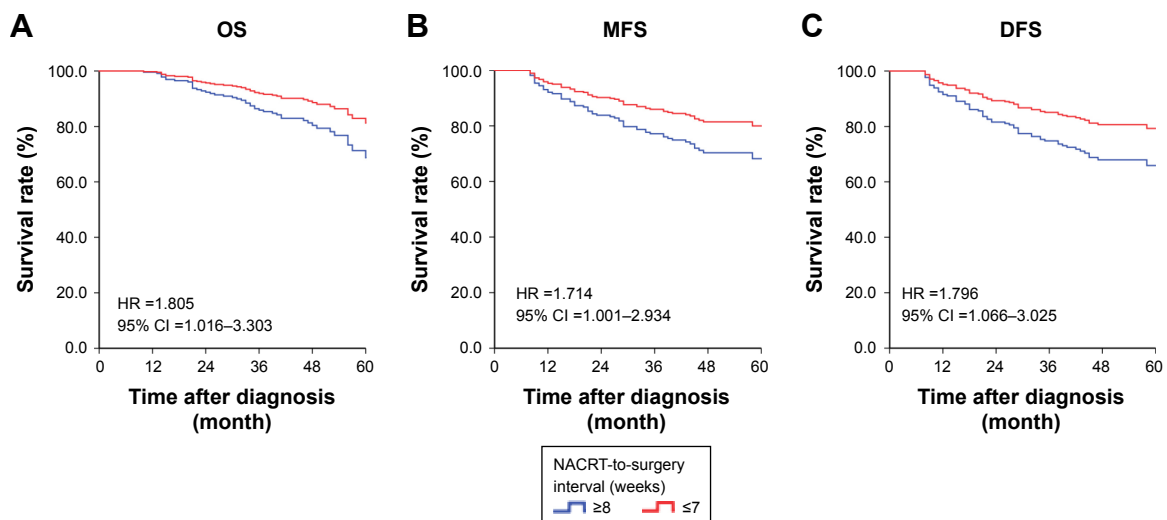 A
OS
Survival rate (%)
100.0
80.0
60.0
40.0
20.0
0.0
HR =1.805
95% CI =1.016–3.303
0 12 24 36 48 60
Time after diagnosis
(month)
B
MFS
Survival rate (%)
100.0
80.0
60.0
40.0
20.0
0.0
HR =1.714
95% CI =1.001–2.934
0 12 24 36 48 60
Time after diagnosis
(month)
C
DFS
Survival rate (%)
100.0
80.0
60.0
40.0
20.0
0.0
HR =1.796
95% CI =1.066–3.025
0 12 24 36 48 60
Time after diagnosis
(month)
NACRT-to-surgery
interval (weeks)
≥8 ≤7